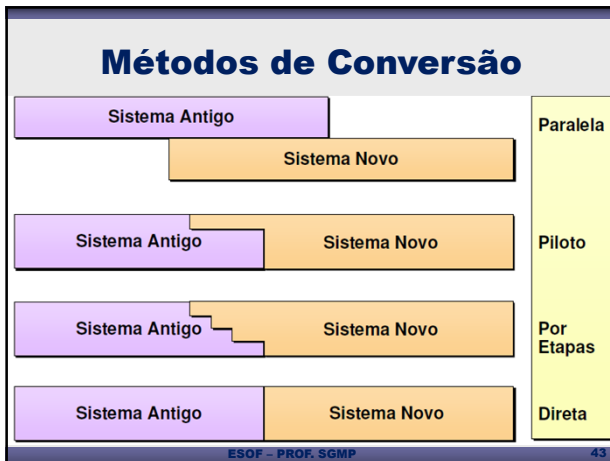 Métodos de Conversão
Sistema Antigo
Paralela
Sistema Novo
Sistema Antigo
Sistema Novo
Piloto
Sistema Antigo
Sistema Novo
Por
Etapas
Sistema Antigo
Sistema Novo
Direta
ESOF – PROF. SGMP
43